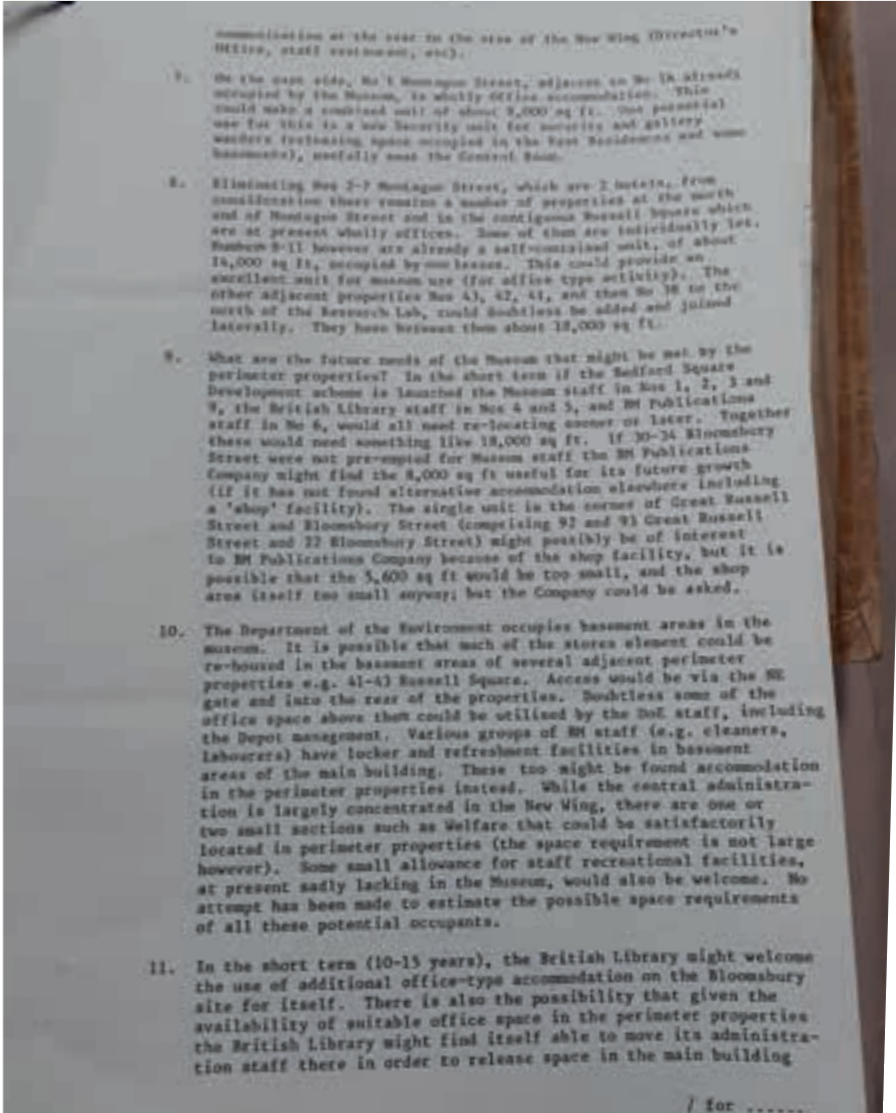 communication at the rear to the area of the New Wing (Director's
Office, staff restaurant, etc).
7. On the east side, No 1 Montague Street, adjacent to No 1A already
occupied by the Museum, is wholly office accommodation. This
could make a combined unit of about 9,000 sq ft. One potential
use for this is a new Security unit for security and gallery
warders (releasing space occupied in the East Residences and some
basements), usefully near the Control Room.
8. Eliminating Nos 2-7 Montague Street, which are 2 hotels, from
consideration there remains a number of properties at the north
end of Montague Street and in the contiguous Russell Square which
are at present wholly offices. Some of them are individually let.
Numbers 8-11 however are already a self-contained unit, of about
14,000 sq ft, occupied by one lessee. This could provide an
excellent unit for museum use (for office type activity). The
other adjacent properties Nos 43, 42, 41, and then No 38 to the
north of the Research Lab, could doubtless be added and joined
laterally. They have between them about 18,000 sq ft.
9. What are the future needs of the Museum that might be met by the
perimeter properties? In the short term if the Bedford Square
Development scheme is launched the Museum staff in Nos 1, 2, 3 and
9, the British Library staff in Nos 4 and 5, and BM Publications
staff in No 6, would all need re-locating sooner or later. Together
these would need something like 18,000 sq ft. If 30-34 Bloomsbury
Street were not pre-empted for Museum staff the BM Publications
Company might find the 8,000 sq ft useful for its future growth
(if it has not found alternative accommodation elsewhere including
a 'shop' facility). The single unit in the corner of Great Russell
Street and Bloomsbury Street (comprising 92 and 93 Great Russell
Street and 22 Bloomsbury Street) might possibly be of interest
to BM Publications Company because of the shop facility, but it is
possible that the 5,600 sq ft would be too small, and the shop
area itself too small anyway; but the Company could be asked.
10. The Department of the Environment occupies basement areas in the
museum. It is possible that much of the stores element could be
re-housed in the basement areas of several adjacent perimeter
properties e.g. 41-43 Russell Square. Access would be via the NE
gate and into the rear of the properties. Doubtless some of the
office space above them could be utilised by the DoE staff, including
the Depot management. Various groups of BM staff (e.g. cleaners,
Labourers) have locker and refreshment facilities in basement
areas of the main building. These too might be found accommodation
in the perimeter properties instead. While the central administra-
tion is largely concentrated in the New Wing, there are one or
two small sections such as Welfare that could be satisfactorily
located in perimeter properties (the space requirement is not large
however). Some small allowance for staff recreational facilities,
at present sadly lacking in the Museum, would also be welcome. No
attempt has been made to estimate the possible space requirements
of all these potential occupants.
11. In the short term (10-15 years), the British Library might welcome
the use of additional office-type accommodation on the Bloomsbury
site for itself. There is also the possibility that given the
availability of suitable office space in the perimeter properties
the British Library might find itself able to move its administra-
tion staff there in order to release space in the main building
/ for ......